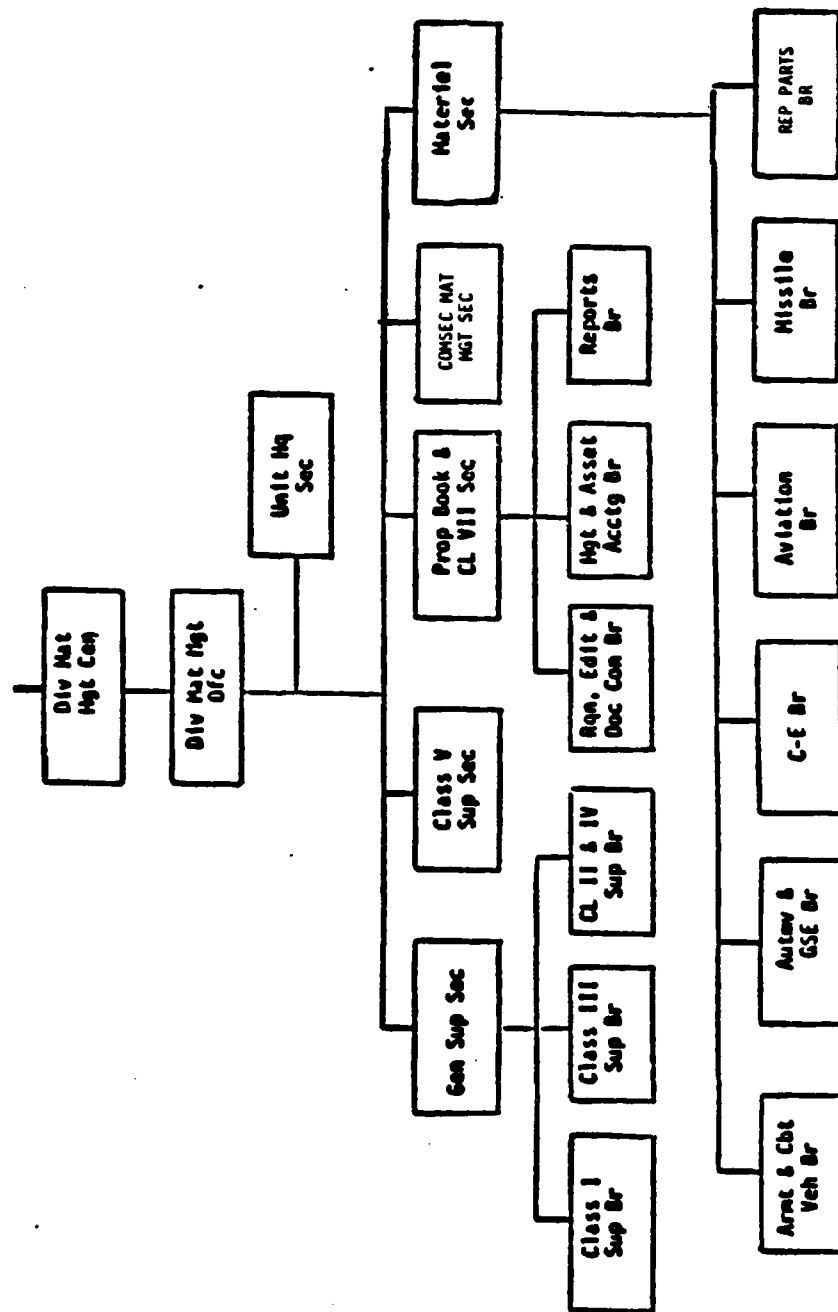 Div Mat
Mgt Cen
Div Mat Mgt
Ofc
Unit Hq
Sec
Gen Sup Sec
Class V
Sup Sec
Prop Book &
CL VII Sec
COMSEC MAT
MGT SEC
Materiel
Sec
Class I
Sup Br
Class III
Sup Br
CL II & IV
Sup Br
Rqn, Edit &
Doc Con Br
Mgt & Asset
Acctg Br
Reports
Br
Armt & Cbt
Veh Br
Autmv &
GSE Br
C-E Br
Aviation
Br
Missile
Br
REP PARTS
BR